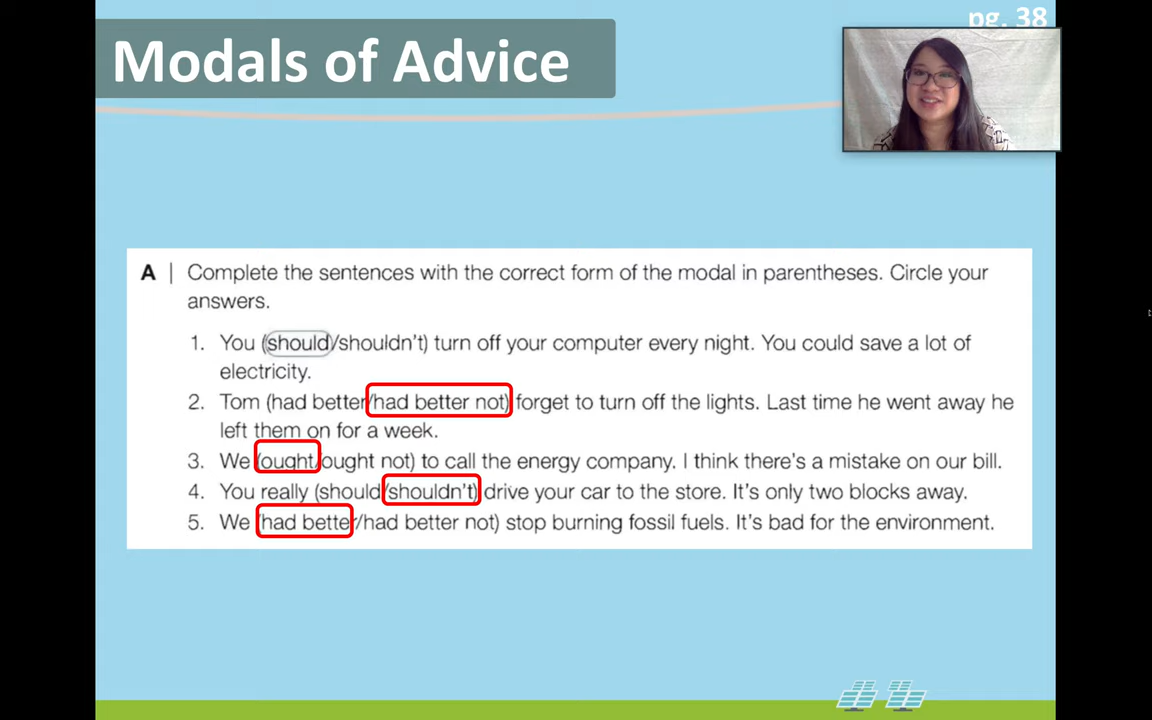 pg. 38
Modals of Advice
A | Complete the sentences with the correct form of the modal in parentheses. Circle your
answers.
1. You (should/shouldn't) turn off your computer every night. You could save a lot of
electricity.
2. Tom (had better/had better not) forget to turn off the lights. Last time he went away he
left them on for a week.
3. We (ought/ought not) to call the energy company. I think there's a mistake on our bill.
4. You really (should/shouldn't) drive your car to the store. It's only two blocks away.
5. We (had better/had better not) stop burning fossil fuels. It's bad for the environment.